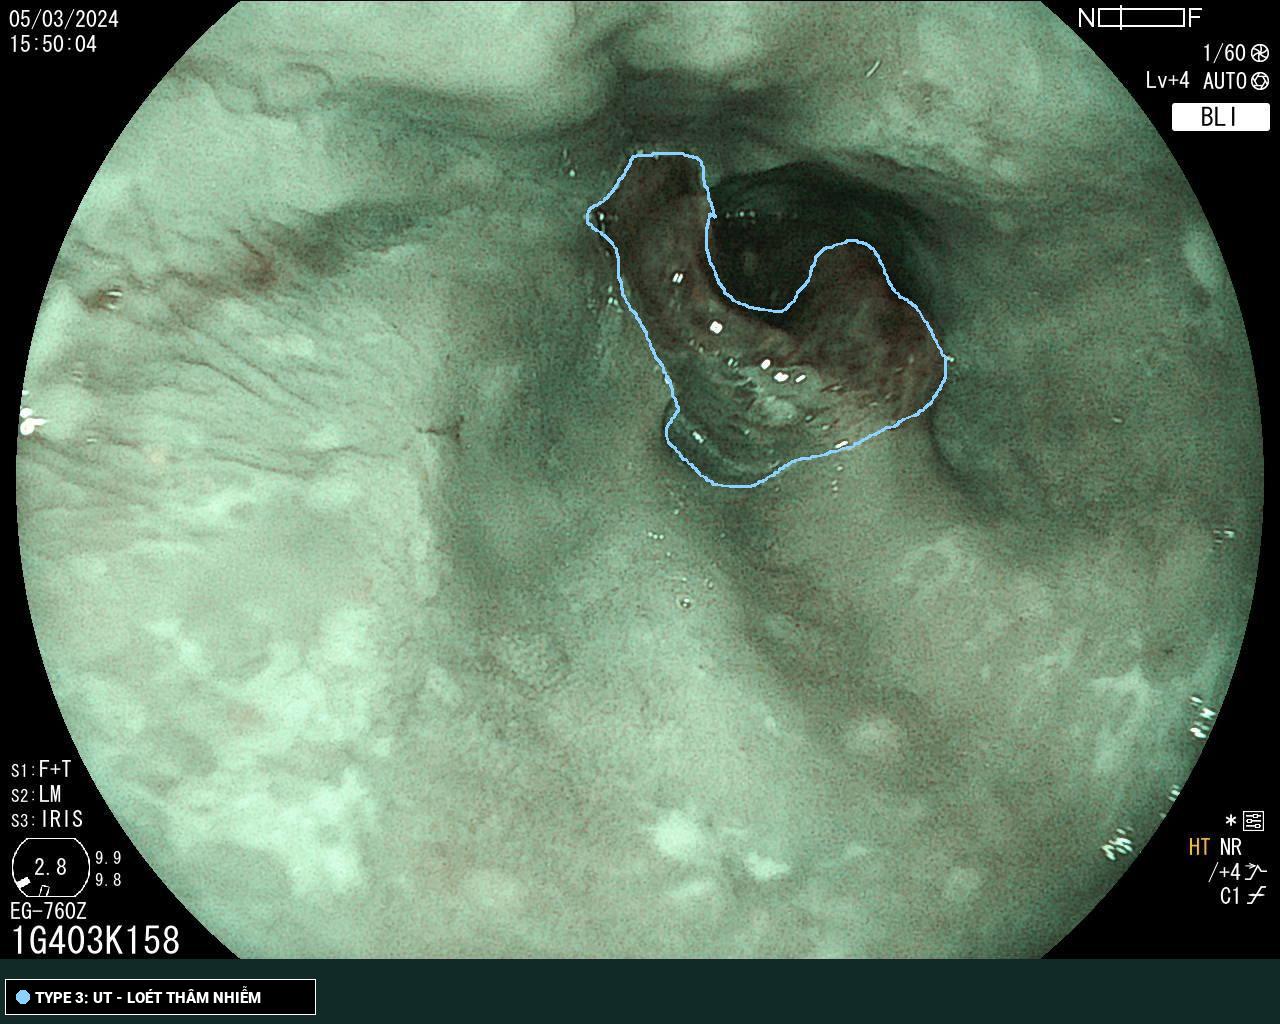 05/03/2024
15:50:04
N F
1/60
Lv+4 AUTO
BLI
S1:F+T
S2:LM
S3:IRIS
2.8
9.9
9.8
EG-760Z
1G403K158
* 
HT NR
/+4
C1
TYPE 3: UT - LOÉT THÂM NHIỄM